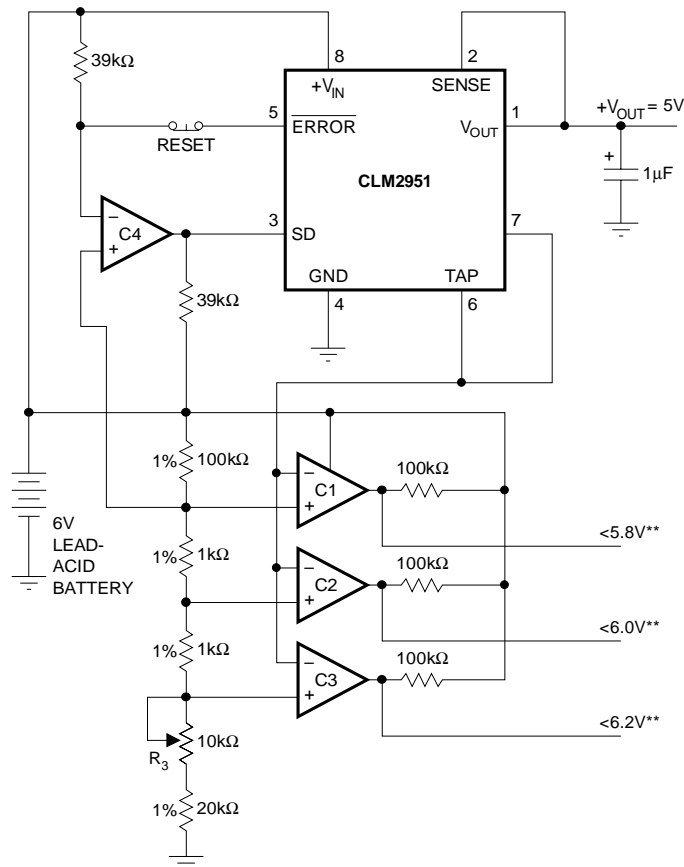 39kΩ
8
2
+VIN
SENSE
5
ERROR
1
VOUT
+VOUT = 5V
RESET
+
1µF
CLM2951
−
C4
+
3
SD
7
39kΩ
GND
TAP
4
6
1%
100kΩ
−
C1
+
100kΩ
<5.8V**
6V
LEAD-
ACID
BATTERY
1%
1kΩ
−
C2
+
100kΩ
<6.0V**
1%
1kΩ
−
C3
+
100kΩ
<6.2V**
R3
10kΩ
1%
20kΩ